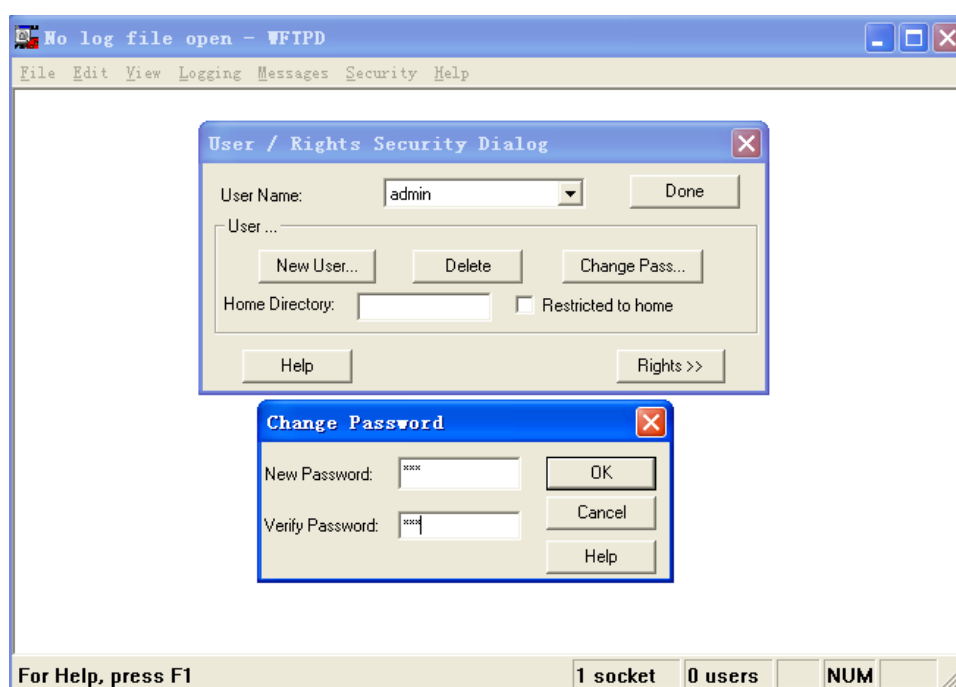 No log file open - WFTPD
File Edit View Logging Messages Security Help
User / Rights Security Dialog
User Name: admin Done
User ...
New User... Delete Change Pass...
Home Directory: Restricted to home
Help Rights >>
Change Password
New Password: *** OK
Cancel
Verify Password: ***
Help
For Help, press F1 1 socket 0 users NUM